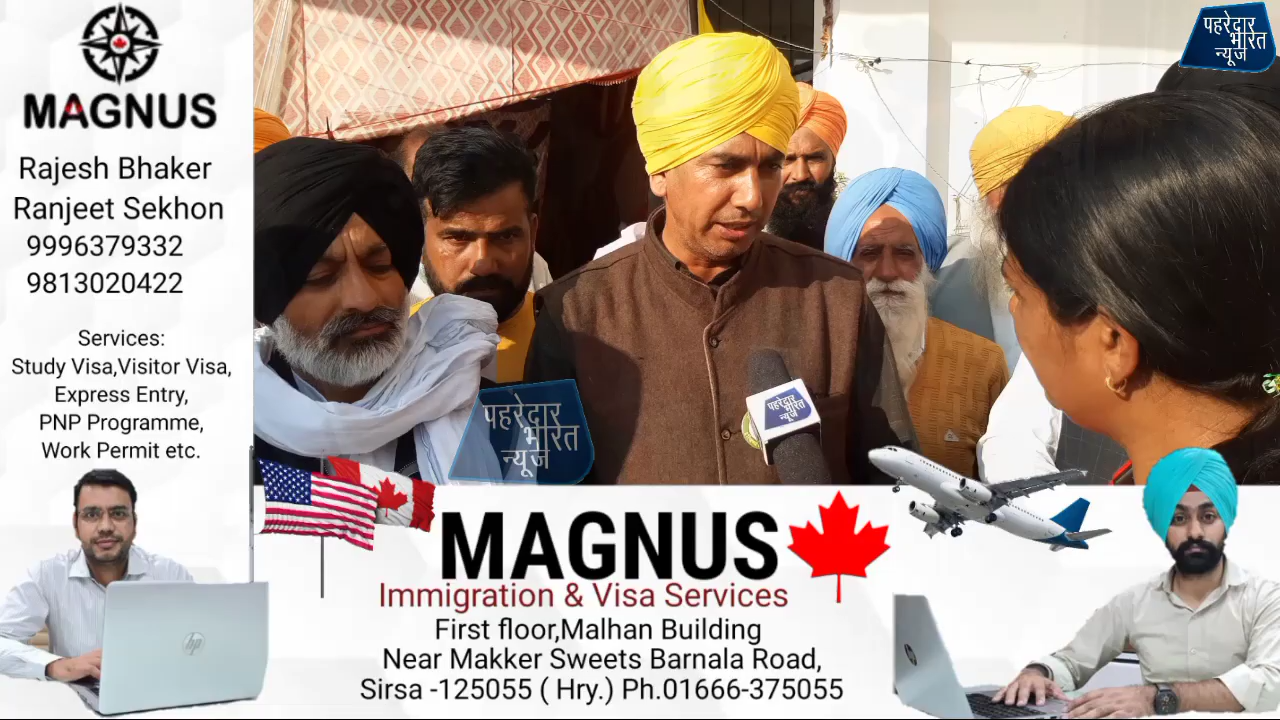 MAGNUS
Rajesh Bhaker
Ranjeet Sekhon
9996379332
9813020422
Services:
Study Visa,Visitor Visa,
Express Entry,
PNP Programme,
Work Permit etc.
पहरेदार
भारत
न्यूज
पहरेदार
भारत
न्यूज
पहरेदार
भारत
न्यूज
hp
MAGNUS
Immigration & Visa Services
First floor,Malhan Building
Near Makker Sweets Barnala Road,
Sirsa -125055 ( Hry.) Ph.01666-375055